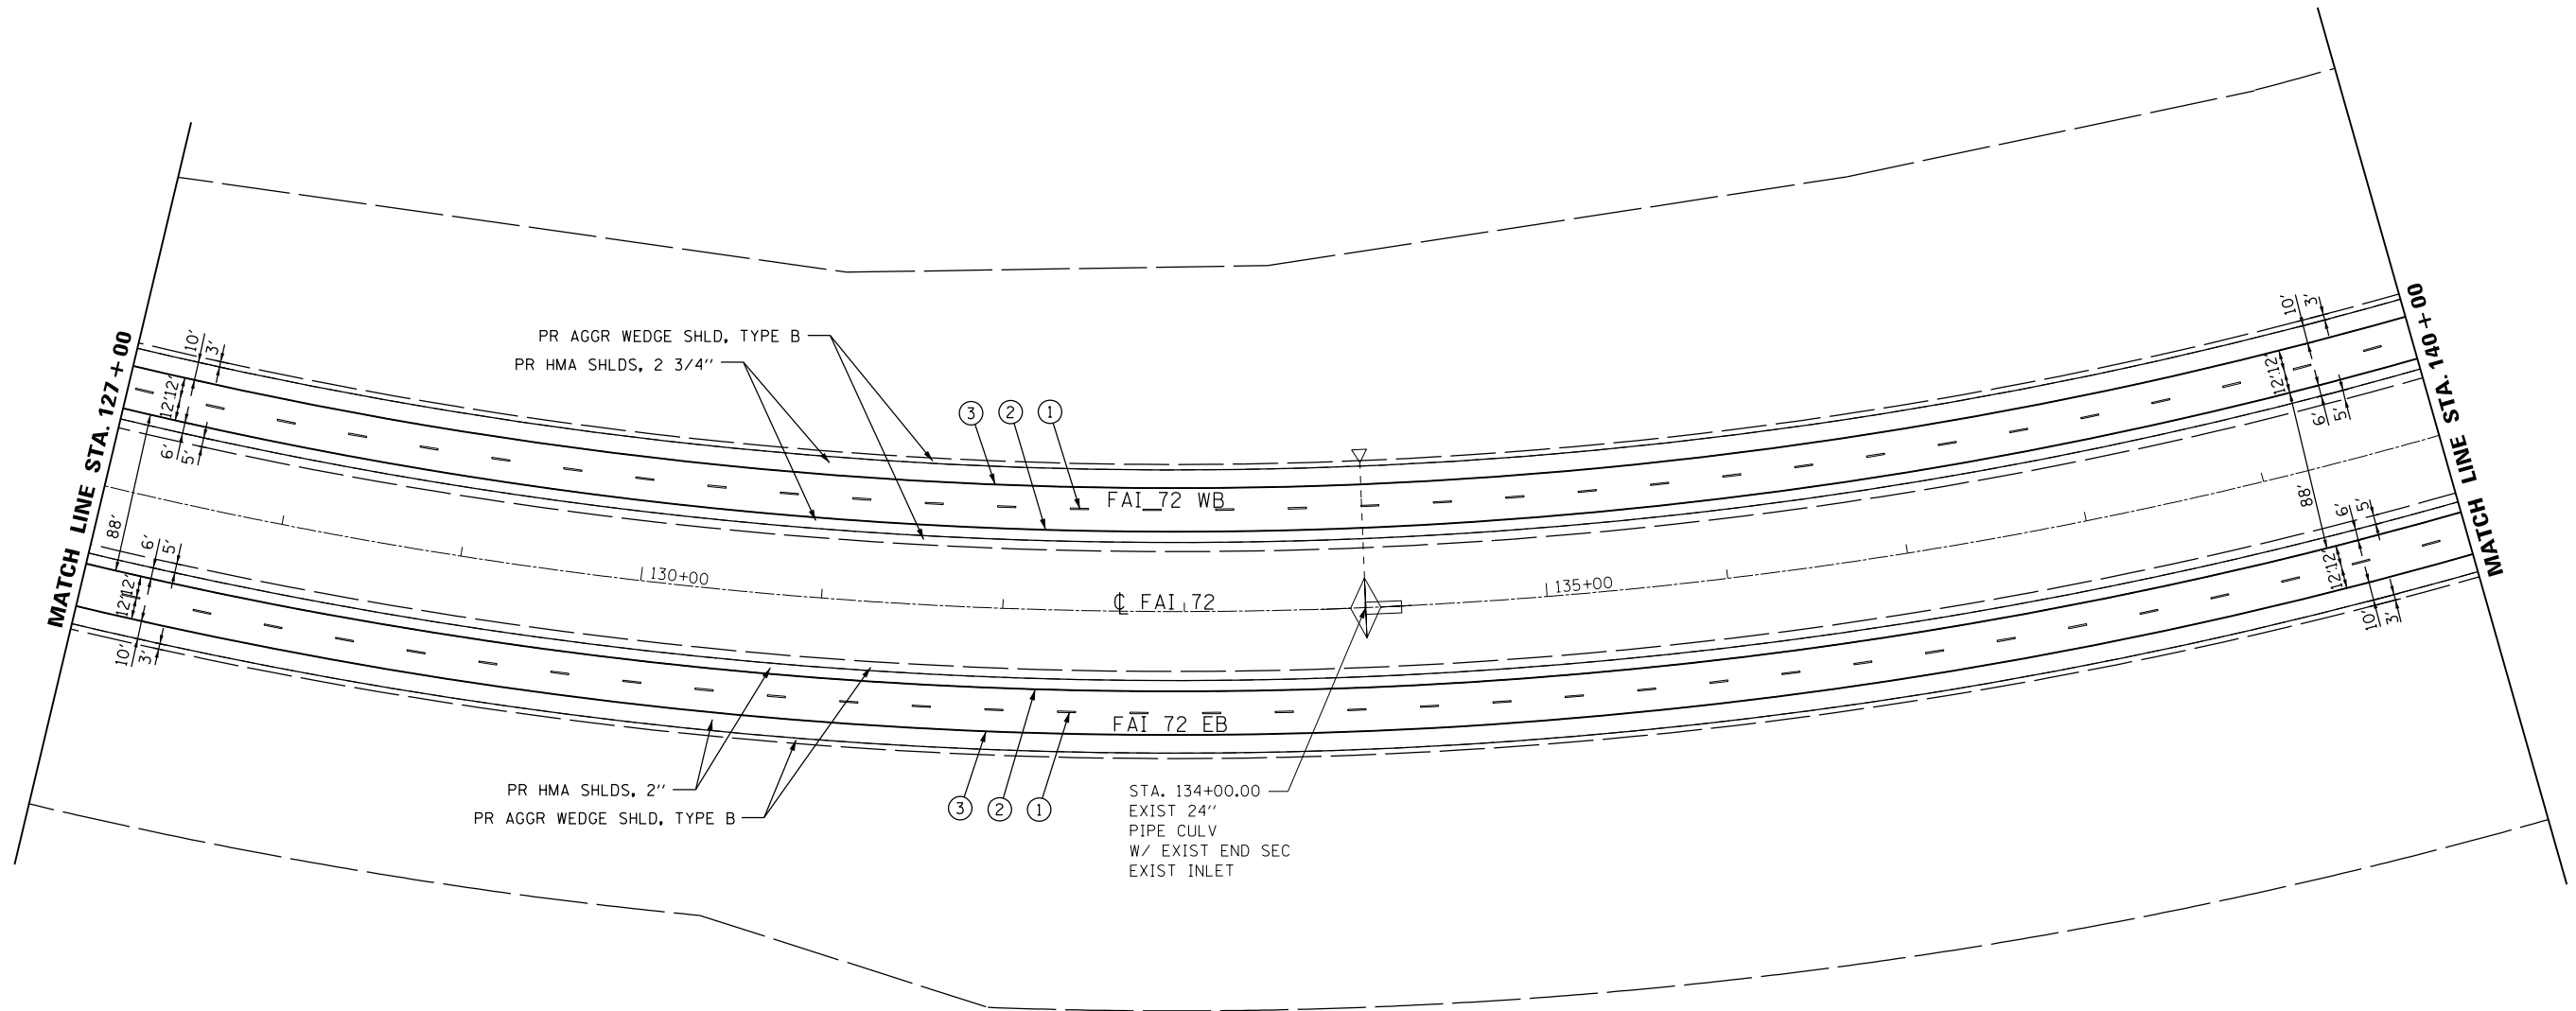 MATCH LINE STA. 127+00
10'
3'
12'
12'
6'
5'
88'
6'
5'
12'
12'
10'
3'
PR AGGR WEDGE SHLD, TYPE B
PR HMA SHLDS, 2 3/4"
3
2
1
FAI 72 WB
130+00
℄ FAI 72
135+00
FAI 72 EB
PR HMA SHLDS, 2"
PR AGGR WEDGE SHLD, TYPE B
3
2
1
STA. 134+00.00
EXIST 24"
PIPE CULV
W/ EXIST END SEC
EXIST INLET
10'
3'
12'
12'
6'
5'
88'
6'
5'
12'
12'
10'
3'
MATCH LINE STA. 140+00